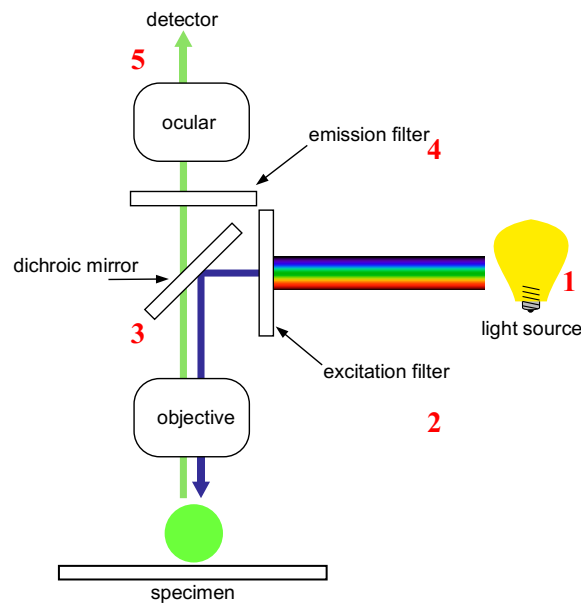 detector
5
ocular
emission filter
4
dichroic mirror
3
1
light source
excitation filter
2
objective
specimen